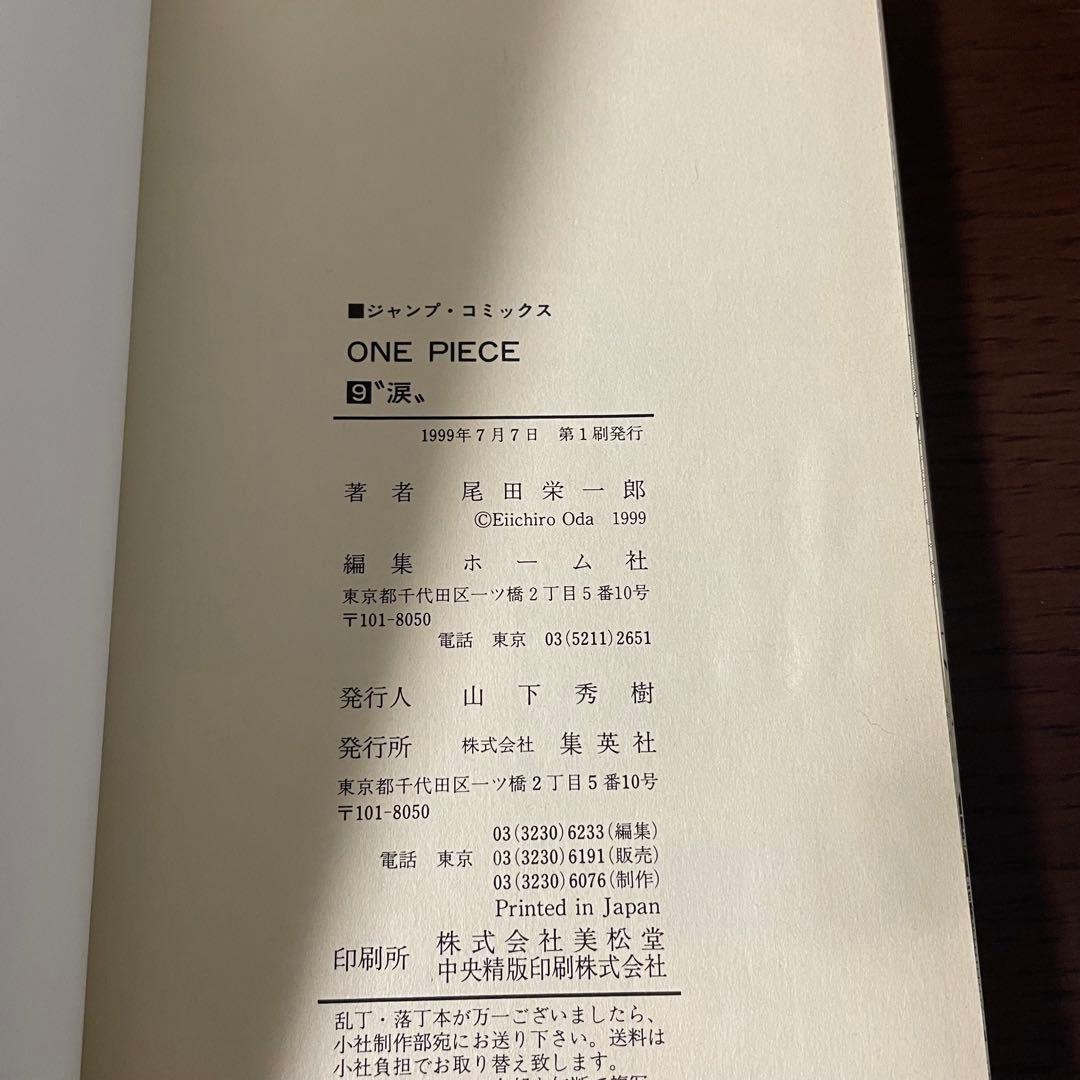 ■ジャンプ・コミックス
ONE PIECE
9〝涙〟
1999年7月7日 第1刷発行
著者 尾田栄一郎
©Eiichiro Oda 1999
編集 ホーム社
東京都千代田区一ツ橋2丁目5番10号
〒101-8050
電話 東京 03(5211)2651
発行人 山下秀樹
発行所 株式会社 集英社
東京都千代田区一ツ橋2丁目5番10号
〒101-8050
03(3230)6233(編集)
電話 東京 03(3230)6191(販売)
03(3230)6076(制作)
Printed in Japan
印刷所 株式会社美松堂
中央精版印刷株式会社
乱丁・落丁本が万一ございましたら、
小社制作部宛にお送り下さい。送料は
小社負担でお取り替え致します。